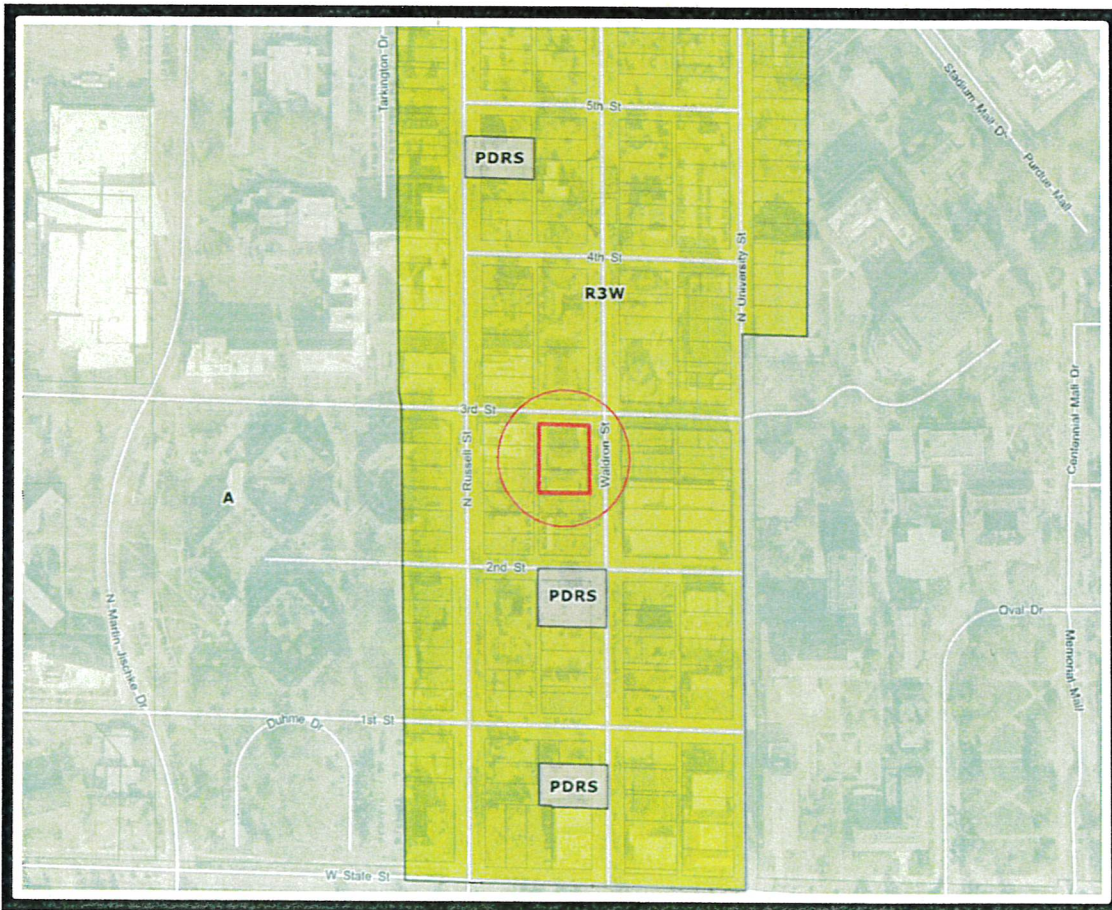 Tarkington Dr
Stadium Mall D
Purdue Mall
5th St
PDRS
N University St
4th St
R3W
Centennial Mall Dr
3rd St
N Russell St
Waldron St
A
2nd St
PDRS
N Martin Jischke Dr
Oval Dr
Memorial Mall
1st St
Duhme Dr
PDRS
W State St